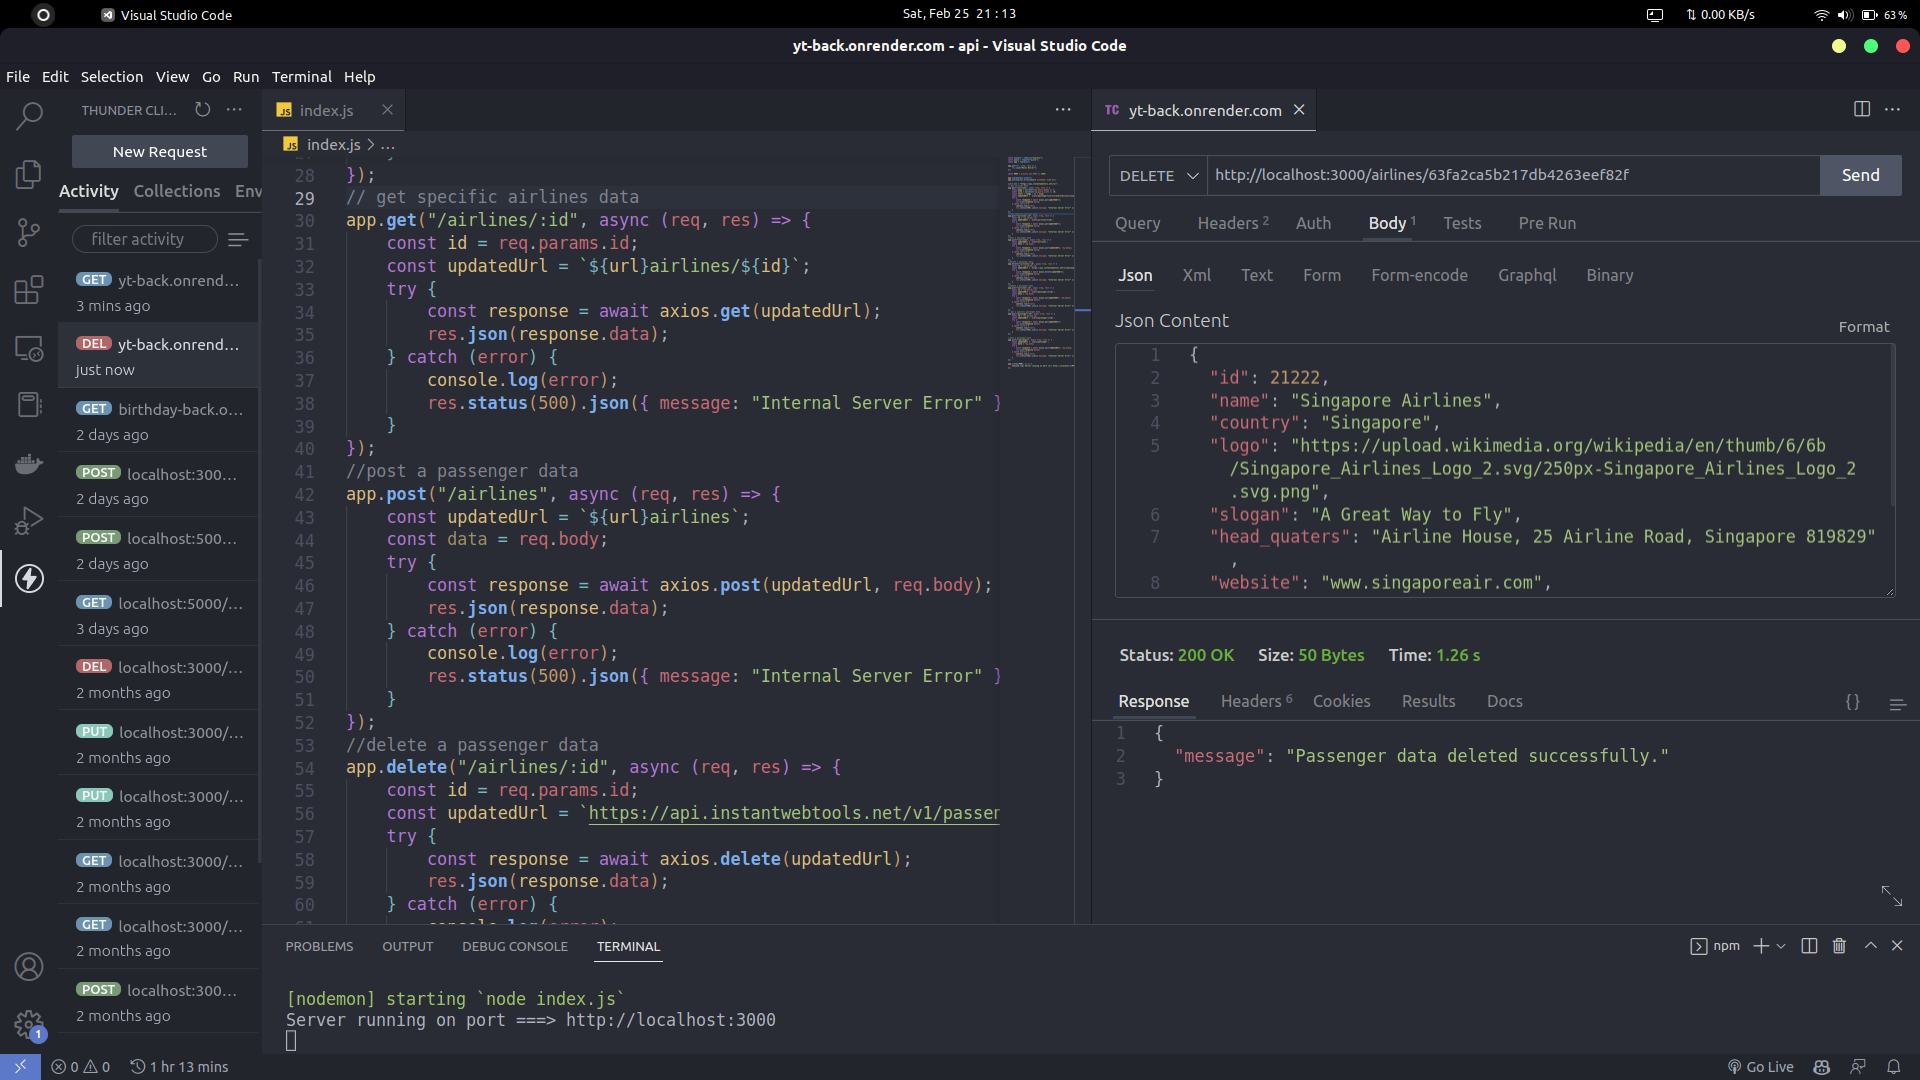 Visual Studio Code
Sat, Feb 25 21:13
0.00 KB/s
63 %
yt-back.onrender.com - api - Visual Studio Code
File Edit Selection View Go Run Terminal Help
THUNDER CLI...
New Request
Activity Collections Env
filter activity
GET yt-back.onrend...
3 mins ago
DEL yt-back.onrend...
just now
GET birthday-back.o...
2 days ago
POST localhost:300...
2 days ago
POST localhost:500...
2 days ago
GET localhost:5000/...
3 days ago
DEL localhost:3000/...
2 months ago
PUT localhost:3000/...
2 months ago
PUT localhost:3000/...
2 months ago
GET localhost:3000/...
2 months ago
GET localhost:3000/...
2 months ago
POST localhost:300...
2 months ago
JS index.js
JS index.js > ...
28 });
29 // get specific airlines data
30 app.get("/airlines/:id", async (req, res) => {
31 const id = req.params.id;
32 const updatedUrl = `${url}airlines/${id}`;
33 try {
34 const response = await axios.get(updatedUrl);
35 res.json(response.data);
36 } catch (error) {
37 console.log(error);
38 res.status(500).json({ message: "Internal Server Error" }
39 }
40 });
41 //post a passenger data
42 app.post("/airlines", async (req, res) => {
43 const updatedUrl = `${url}airlines`;
44 const data = req.body;
45 try {
46 const response = await axios.post(updatedUrl, req.body);
47 res.json(response.data);
48 } catch (error) {
49 console.log(error);
50 res.status(500).json({ message: "Internal Server Error" }
51 }
52 });
53 //delete a passenger data
54 app.delete("/airlines/:id", async (req, res) => {
55 const id = req.params.id;
56 const updatedUrl = `https://api.instantwebtools.net/v1/passen
57 try {
58 const response = await axios.delete(updatedUrl);
59 res.json(response.data);
60 } catch (error) {
TC yt-back.onrender.com
DELETE http://localhost:3000/airlines/63fa2ca5b217db4263eef82f Send
Query Headers 2 Auth Body 1 Tests Pre Run
Json Xml Text Form Form-encode Graphql Binary
Json Content
Format
1 {
2 "id": 21222,
3 "name": "Singapore Airlines",
4 "country": "Singapore",
5 "logo": "https://upload.wikimedia.org/wikipedia/en/thumb/6/6b
/Singapore_Airlines_Logo_2.svg/250px-Singapore_Airlines_Logo_2
.svg.png",
6 "slogan": "A Great Way to Fly",
7 "head_quaters": "Airline House, 25 Airline Road, Singapore 819829"
,
8 "website": "www.singaporeair.com",
Status: 200 OK Size: 50 Bytes Time: 1.26 s
Response Headers 6 Cookies Results Docs
{}
1 {
2 "message": "Passenger data deleted successfully."
3 }
PROBLEMS OUTPUT DEBUG CONSOLE TERMINAL
npm
[nodemon] starting `node index.js`
Server running on port ===> http://localhost:3000
1
0 0 1 hr 13 mins
Go Live